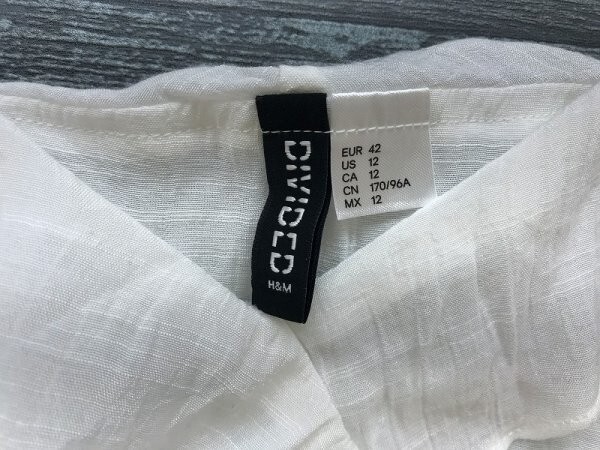 DIVIDED
H&M
EUR 42
US 12
CA 12
CN 170/96A
MX 12